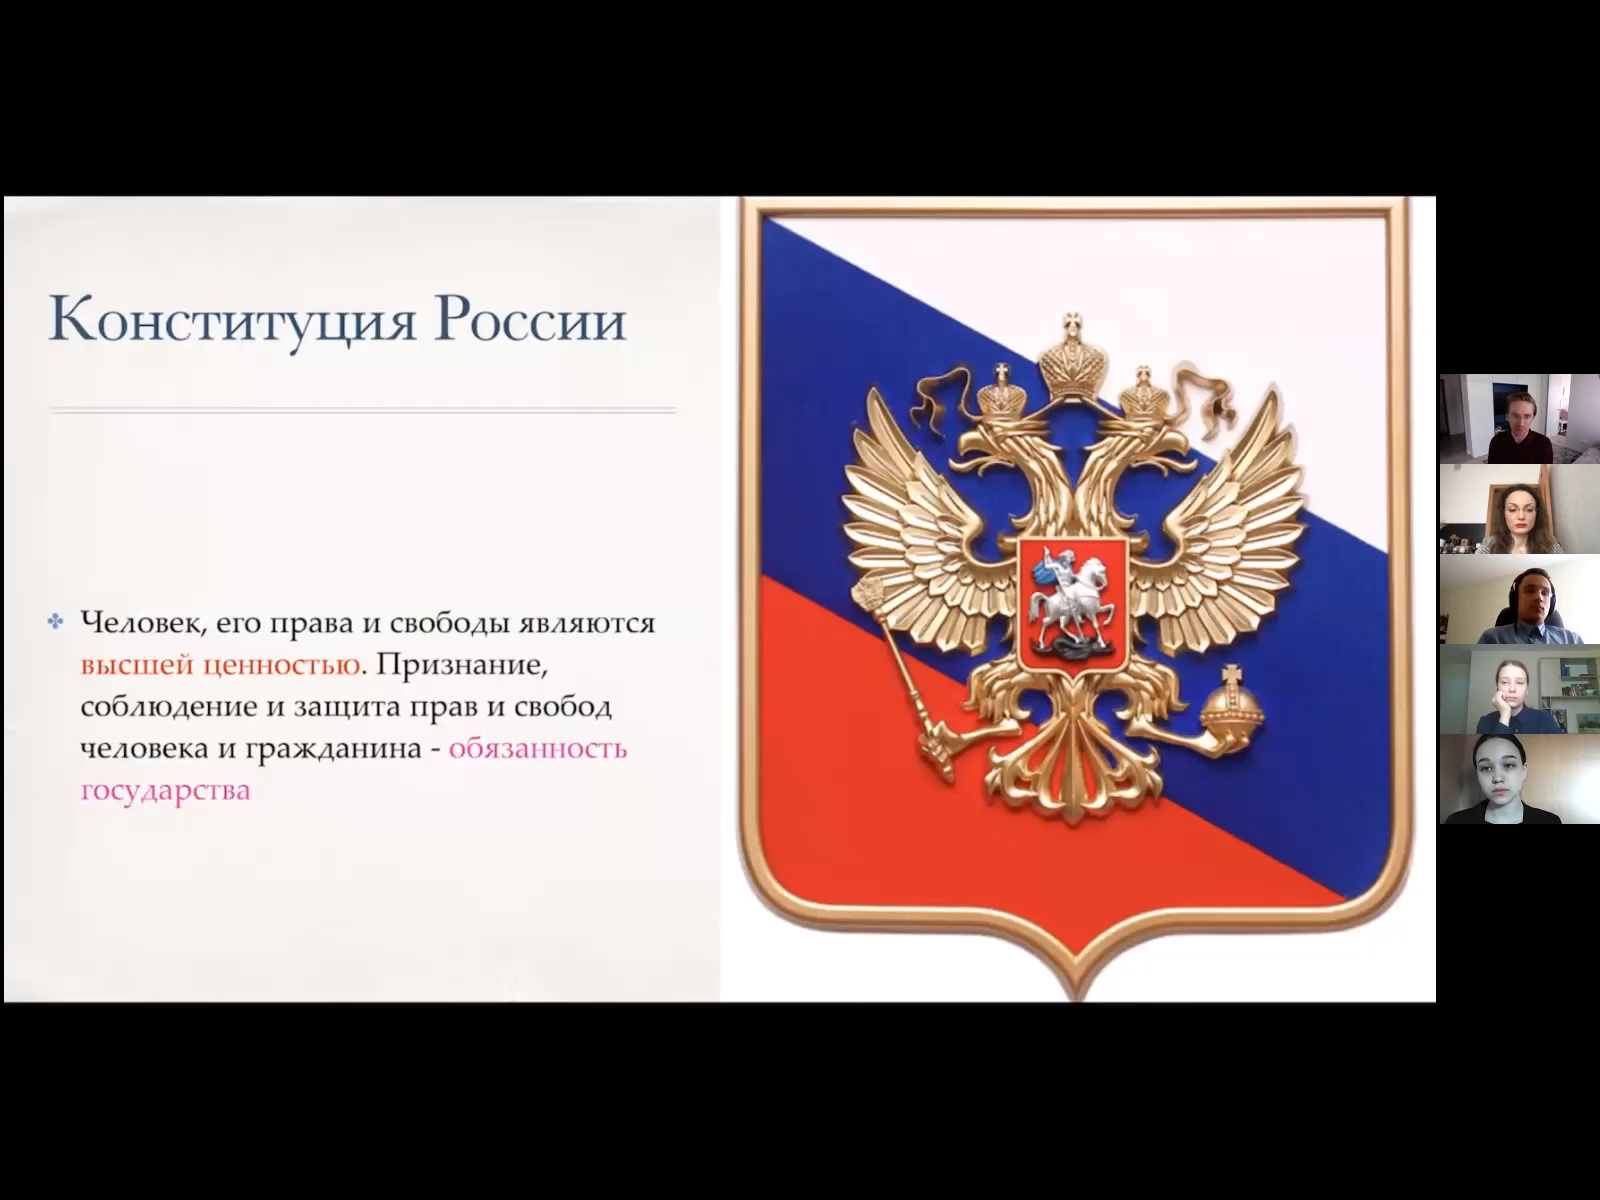 Конституция России
Человек, его права и свободы являются
высшей ценностью. Признание,
соблюдение и защита прав и свобод
человека и гражданина - обязанность
государства